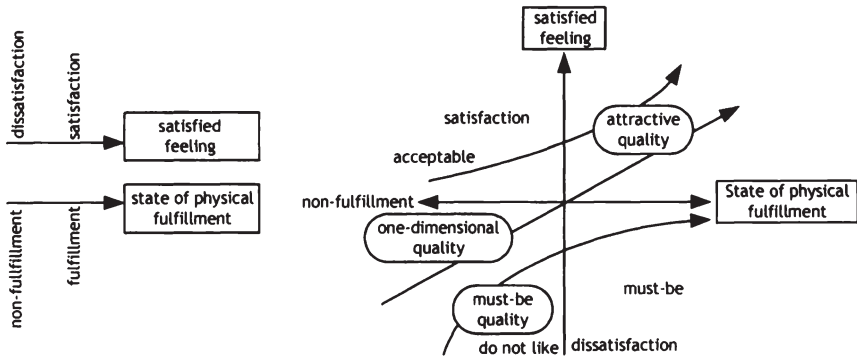 dissatisfaction
satisfaction
satisfied
feeling
state of physical
fulfillment
non-fullfillment
fulfillment
satisfied
feeling
satisfaction
attractive
quality
acceptable
non-fulfillment
State of physical
fulfillment
one-dimensional
quality
must-be
quality
must-be
do not like
dissatisfaction